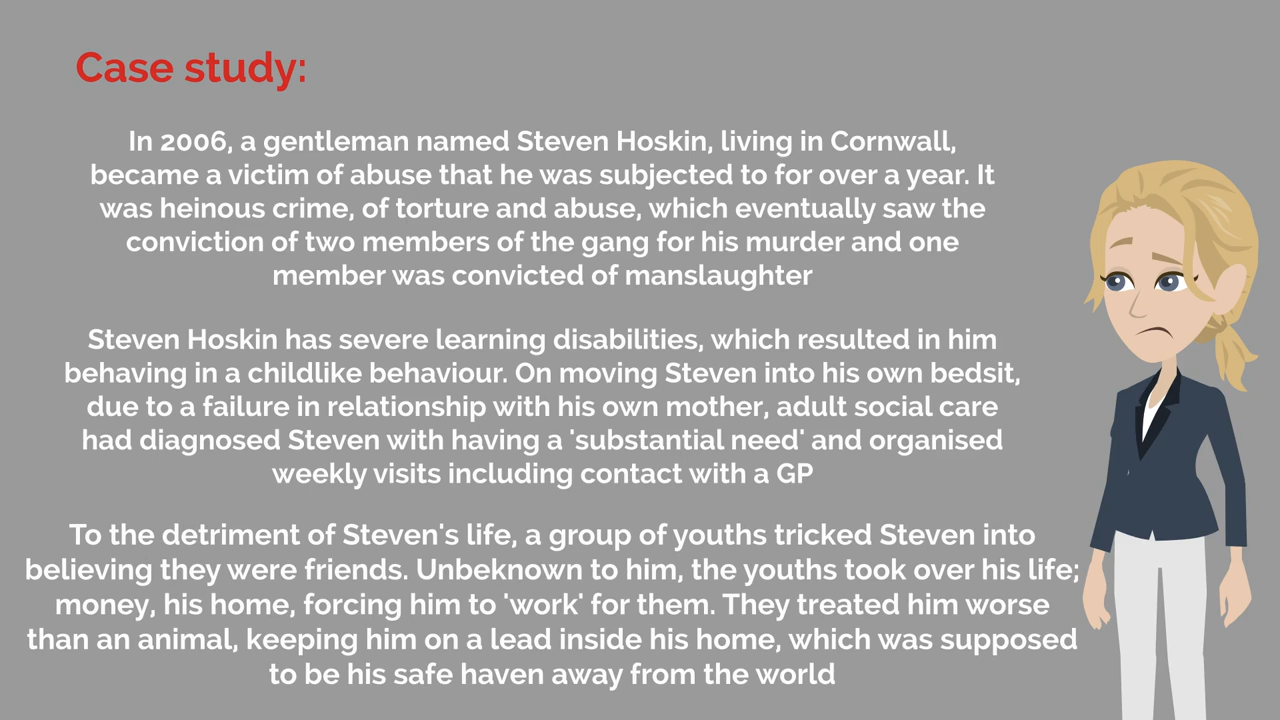 Case study:
In 2006, a gentleman named Steven Hoskin, living in Cornwall,
became a victim of abuse that he was subjected to for over a year. It
was heinous crime, of torture and abuse, which eventually saw the
conviction of two members of the gang for his murder and one
member was convicted of manslaughter
Steven Hoskin has severe learning disabilities, which resulted in him
behaving in a childlike behaviour. On moving Steven into his own bedsit,
due to a failure in relationship with his own mother, adult social care
had diagnosed Steven with having a 'substantial need' and organised
weekly visits including contact with a GP
To the detriment of Steven's life, a group of youths tricked Steven into
believing they were friends. Unbeknown to him, the youths took over his life;
money, his home, forcing him to 'work' for them. They treated him worse
than an animal, keeping him on a lead inside his home, which was supposed
to be his safe haven away from the world